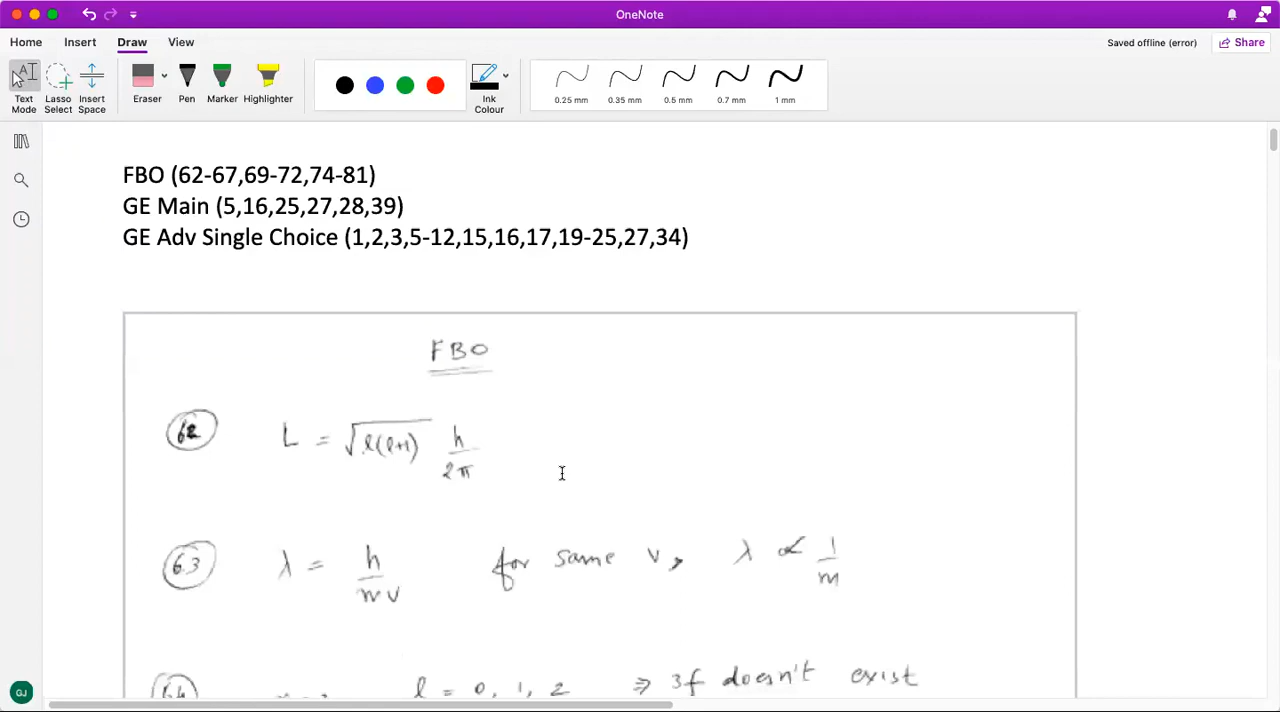 OneNote
Home Insert Draw View
Saved offline (error) Share
Text Mode
Lasso Select
Insert Space
Eraser
Pen
Marker
Highlighter
Ink Colour
0.25 mm 0.35 mm 0.5 mm 0.7 mm 1 mm
FBO (62-67,69-72,74-81)
GE Main (5,16,25,27,28,39)
GE Adv Single Choice (1,2,3,5-12,15,16,17,19-25,27,34)
FBO
62 L = √l(l+1) h/2π
63 λ = h/mv for same v, λ ∝ 1/m
l = 0, 1, 2 ⇒ 3f doesn't exist
GJ